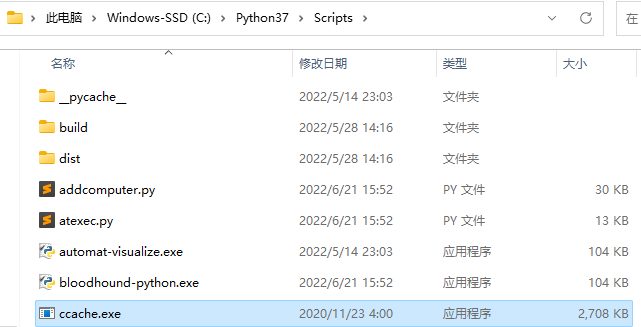 此电脑 > Windows-SSD (C:) > Python37 > Scripts > 在
名称 修改日期 类型 大小
__pycache__ 2022/5/14 23:03 文件夹
build 2022/5/28 14:16 文件夹
dist 2022/5/28 14:16 文件夹
addcomputer.py 2022/6/21 15:52 PY 文件 30 KB
atexec.py 2022/6/21 15:52 PY 文件 13 KB
automat-visualize.exe 2022/5/14 23:03 应用程序 104 KB
bloodhound-python.exe 2022/6/21 15:52 应用程序 104 KB
ccache.exe 2020/11/23 4:00 应用程序 2,708 KB